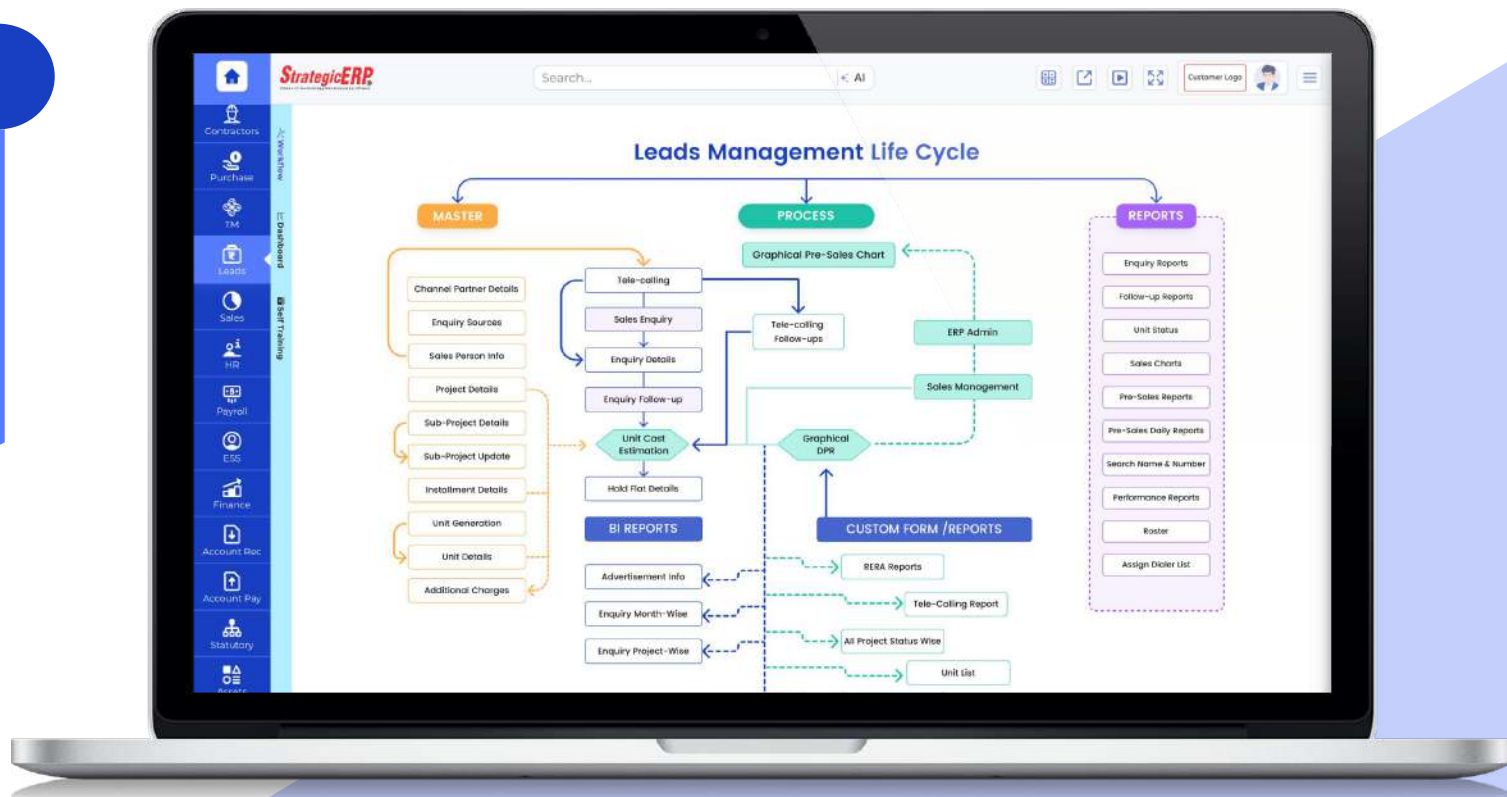 StrategicERP
Search...
AI
Customer Logo
Contractors
Purchase
TM
Leads
Sales
HR
Payroll
ESS
Finance
Account Rec
Account Pay
Statutory
Assets
Workflow
Dashboard
Self Training
Leads Management Life Cycle
MASTER
Channel Partner Details
Enquiry Sources
Sales Person Info
Project Details
Sub-Project Details
Sub-Project Update
Installment Details
Unit Generation
Unit Details
Additional Charges
PROCESS
Graphical Pre-Sales Chart
Tele-calling
Sales Enquiry
Enquiry Details
Enquiry Follow-up
Unit Cost
Estimation
Hold Flat Details
Tele-calling
Follow-ups
ERP Admin
Sales Management
Graphical
DPR
BI REPORTS
Advertisement Info
Enquiry Month-Wise
Enquiry Project-Wise
CUSTOM FORM /REPORTS
RERA Reports
Tele-Calling Report
All Project Status Wise
Unit List
REPORTS
Enquiry Reports
Follow-up Reports
Unit Status
Sales Charts
Pre-Sales Reports
Pre-Sales Daily Reports
Search Name & Number
Performance Reports
Roster
Assign Dialer List